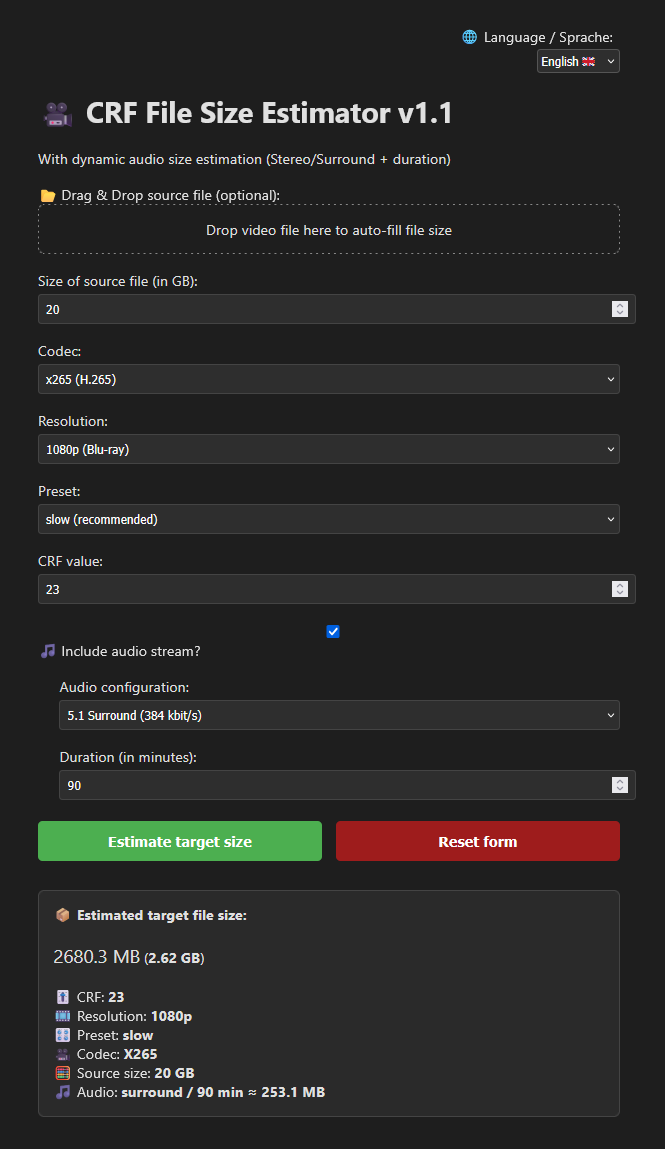 🌐 Language / Sprache:
English 🇬🇧
🎥 CRF File Size Estimator v1.1
With dynamic audio size estimation (Stereo/Surround + duration)
📂 Drag & Drop source file (optional):
Drop video file here to auto-fill file size
Size of source file (in GB):
20
Codec:
x265 (H.265)
Resolution:
1080p (Blu-ray)
Preset:
slow (recommended)
CRF value:
23
🎵 Include audio stream?
Audio configuration:
5.1 Surround (384 kbit/s)
Duration (in minutes):
90
Estimate target size
Reset form
📦 Estimated target file size:
2680.3 MB (2.62 GB)
CRF: 23
🎞️ Resolution: 1080p
🎛️ Preset: slow
🎥 Codec: X265
🧮 Source size: 20 GB
🎵 Audio: surround / 90 min ≈ 253.1 MB